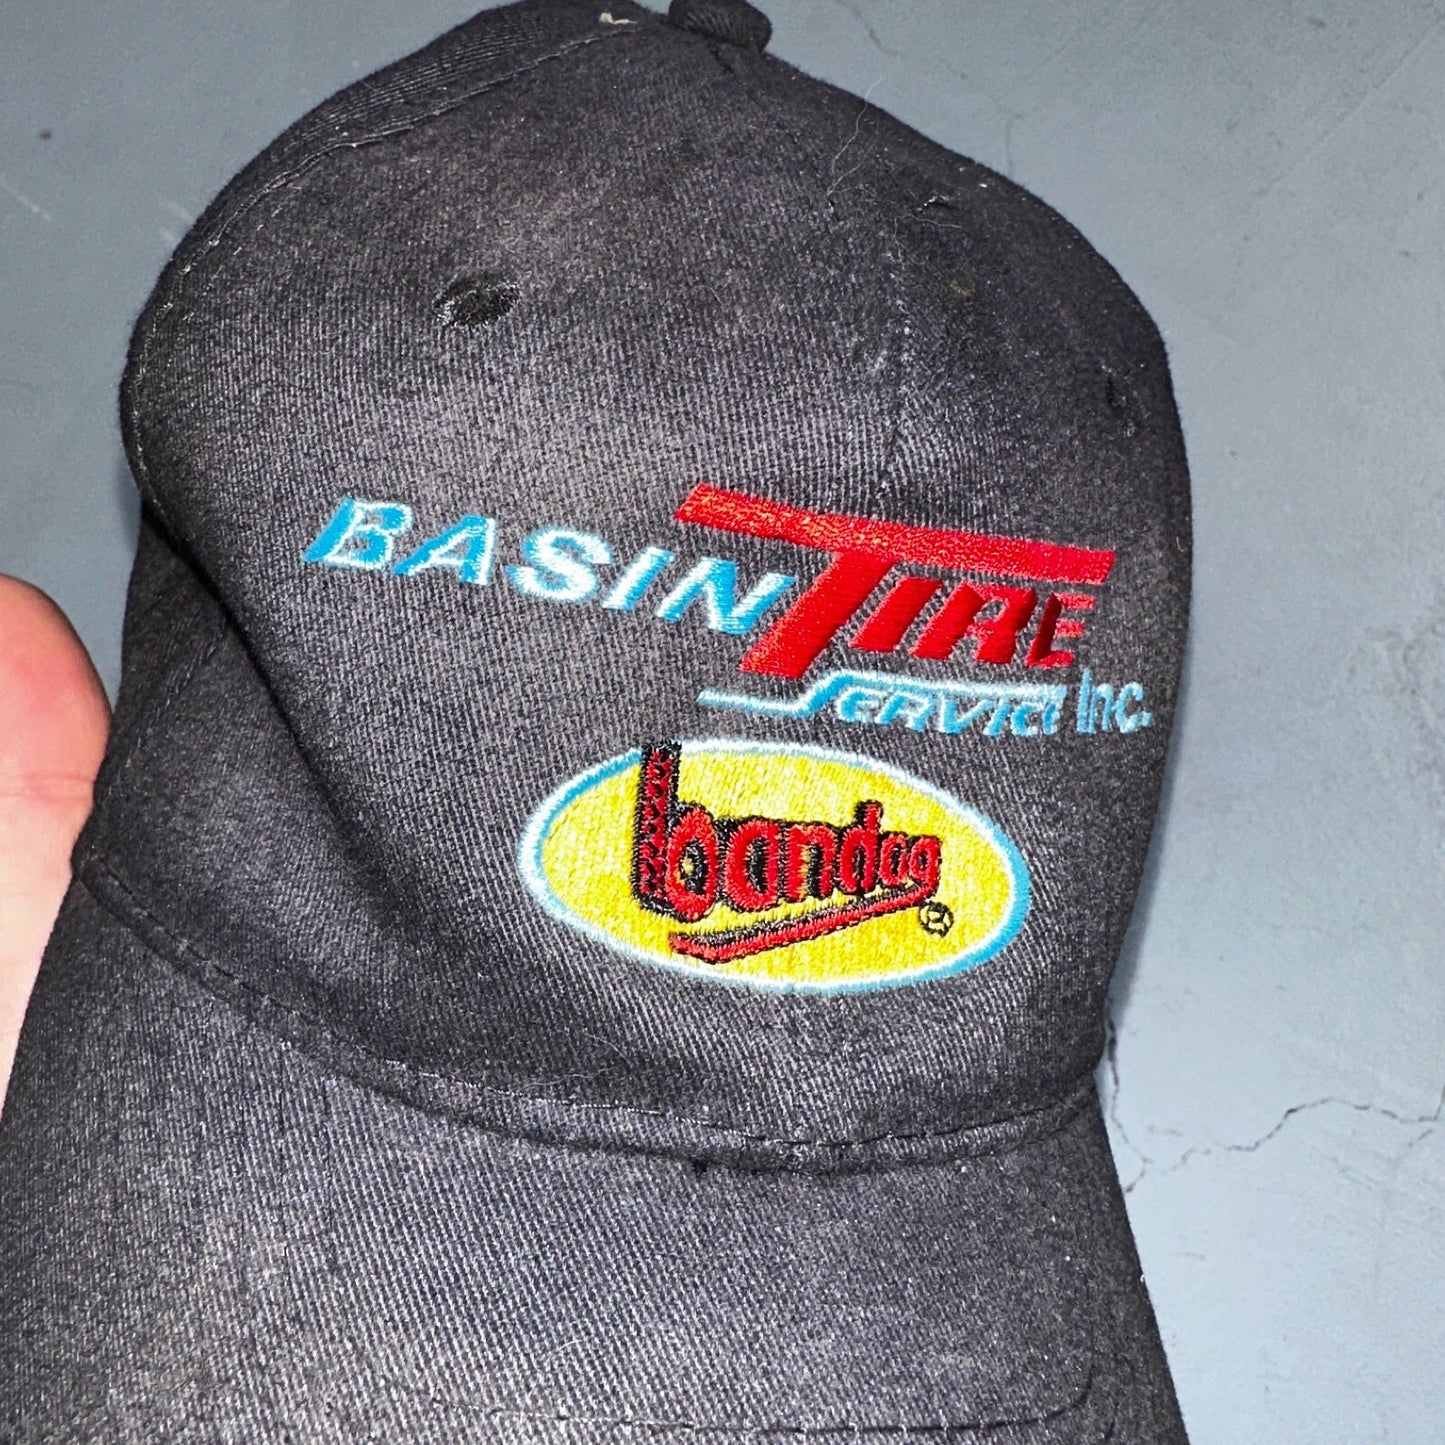 BASIN TIRE
SERVICE Inc.
bandag